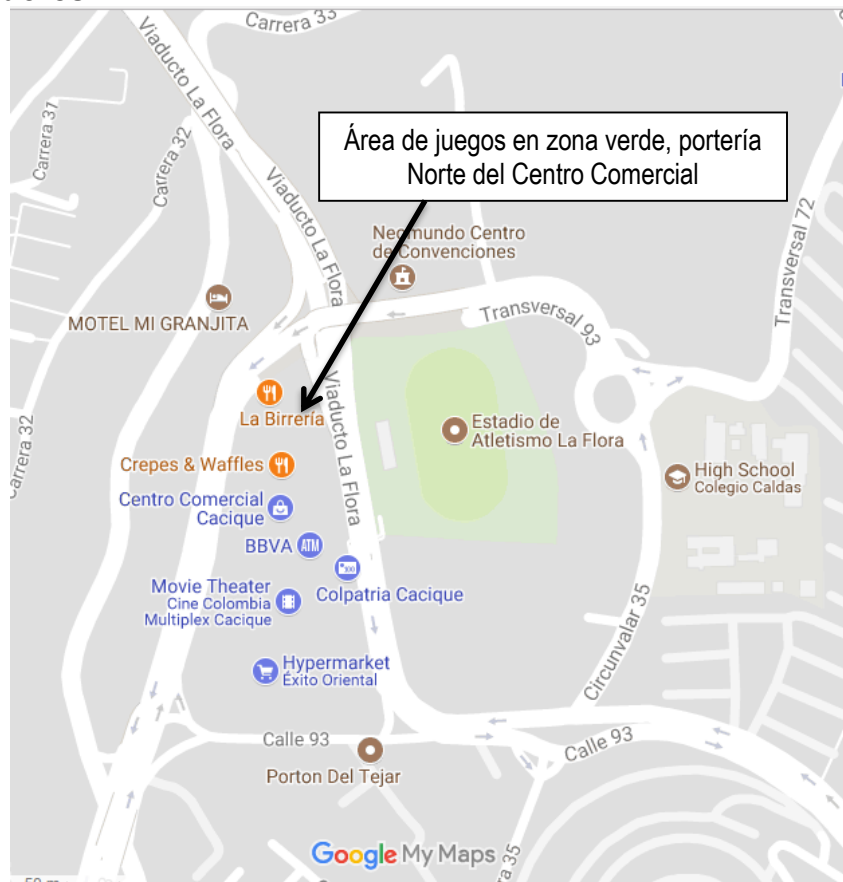 Carrera 33
Viaducto La Flora
Carrera 31
Carrera 32
Área de juegos en zona verde, portería
Norte del Centro Comercial
Viaducto La Flora
Neomundo Centro
de Convenciones
Transversal 72
MOTEL MI GRANJITA
Transversal 93
La Birrería
Viaducto La Flora
Estadio de
Atletismo La Flora
Carrera 32
Crepes & Waffles
High School
Colegio Caldas
Centro Comercial
Cacique
BBVA
ATM
Colpatria Cacique
Movie Theater
Cine Colombia
Multiplex Cacique
Circunvalar 35
Hypermarket
Éxito Oriental
Calle 93
Calle 93
Porton Del Tejar
Google My Maps
35